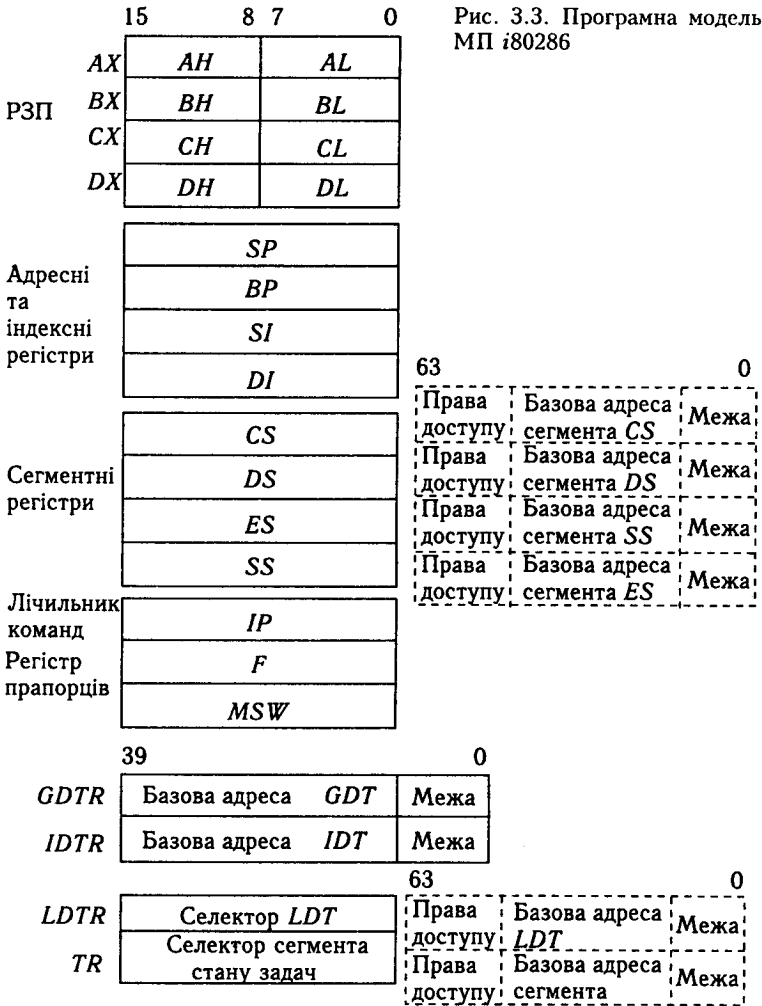 15 8 7 0
Рис. 3.3. Програмна модель
МП i80286
РЗП
AX AH AL
BX BH BL
CX CH CL
DX DH DL
Адресні
та
індексні
регістри
SP
BP
SI
DI
Сегментні
регістри
CS
DS
ES
SS
63 0
Права
доступу
Базова адреса
сегмента CS
Межа
Права
доступу
Базова адреса
сегмента DS
Межа
Права
доступу
Базова адреса
сегмента SS
Межа
Права
доступу
Базова адреса
сегмента ES
Межа
Лічильник
команд
IP
Регістр
прапорців
F
MSW
39 0
GDTR Базова адреса GDT Межа
IDTR Базова адреса IDT Межа
63 0
LDTR Селектор LDT
Права
доступу
Базова адреса
LDT
Межа
TR
Селектор сегмента
стану задач
Права
доступу
Базова адреса
сегмента
Межа